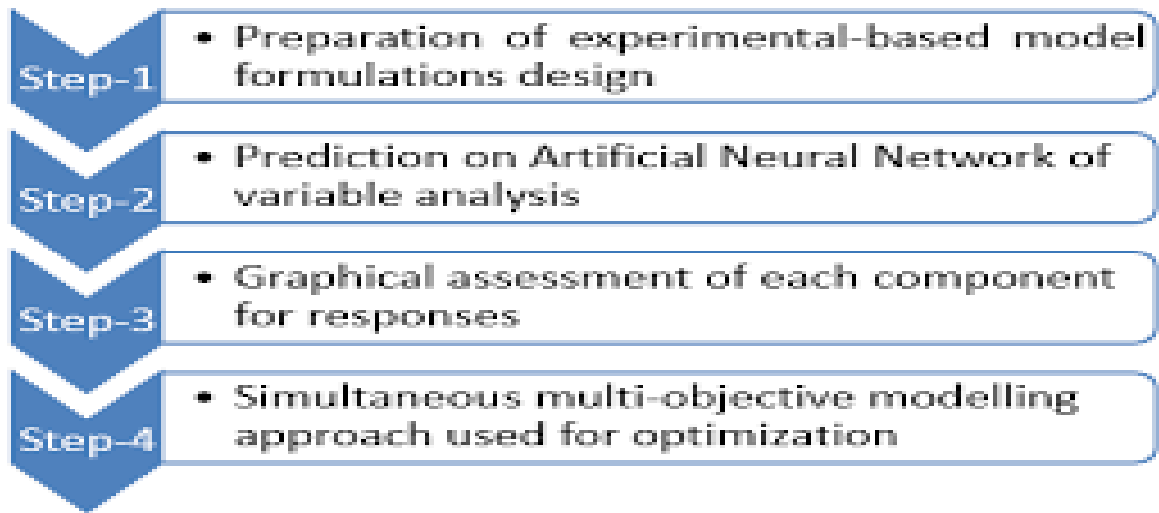 Step-1
• Preparation of experimental-based model
formulations design
Step-2
• Prediction on Artificial Neural Network of
variable analysis
Step-3
• Graphical assessment of each component
for responses
Step-4
• Simultaneous multi-objective modelling
approach used for optimization